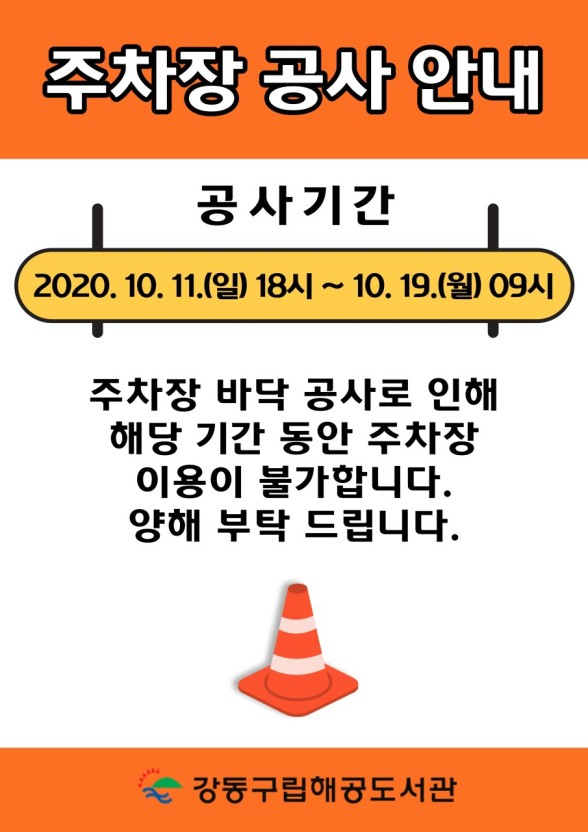 주차장 공사 안내
공사기간
2020. 10. 11.(일) 18시 ~ 10. 19.(월) 09시
주차장 바닥 공사로 인해
해당 기간 동안 주차장
이용이 불가합니다.
양해 부탁 드립니다.
강동구립해공도서관